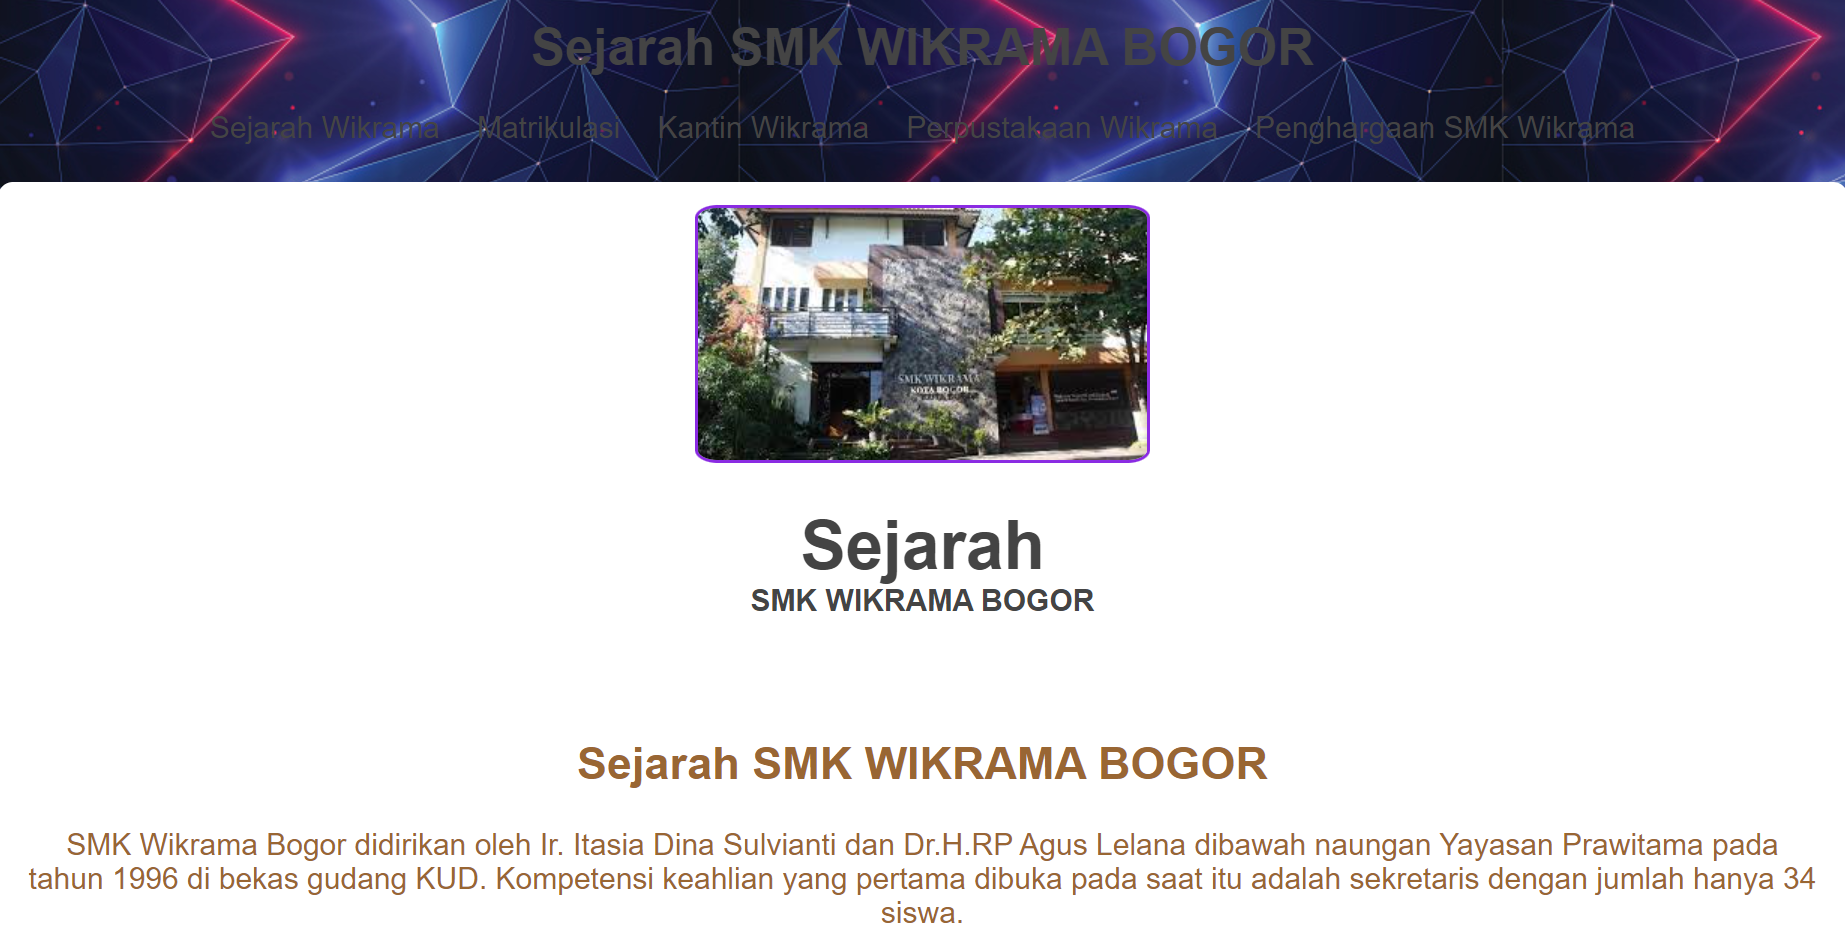 Sejarah SMK WIKRAMA BOGOR
Sejarah Wikrama Matrikulasi Kantin Wikrama Perpustakaan Wikrama Penghargaan SMK Wikrama
SMK WIKRAMA
KOTA BOGOR
Sejarah
SMK WIKRAMA BOGOR
Sejarah SMK WIKRAMA BOGOR
SMK Wikrama Bogor didirikan oleh Ir. Itasia Dina Sulvianti dan Dr.H.RP Agus Lelana dibawah naungan Yayasan Prawitama pada
tahun 1996 di bekas gudang KUD. Kompetensi keahlian yang pertama dibuka pada saat itu adalah sekretaris dengan jumlah hanya 34
siswa.